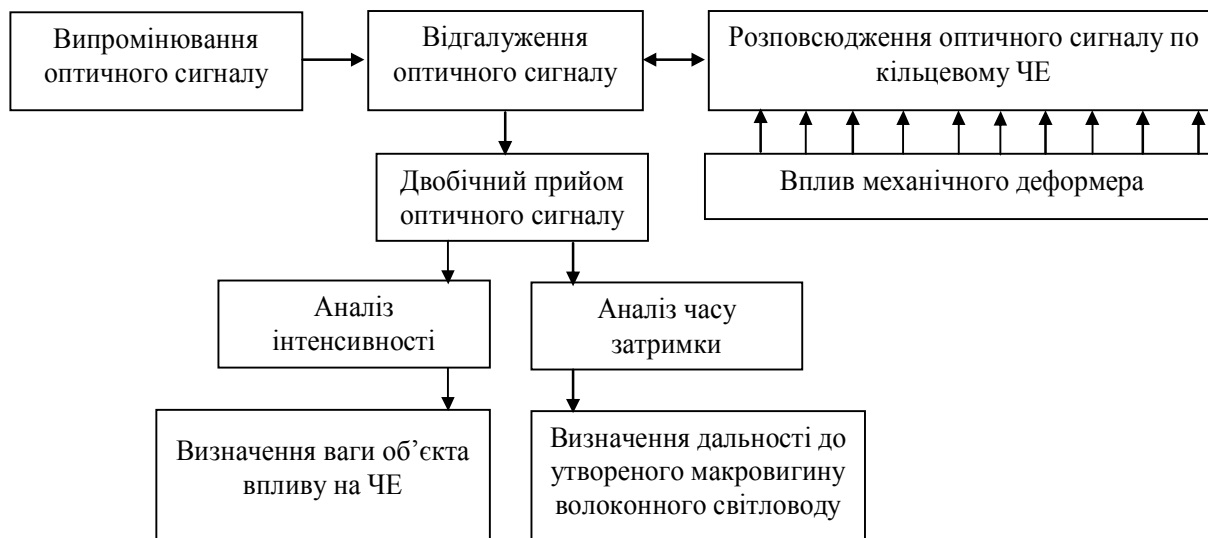 Випромінювання
оптичного сигналу
Відгалуження
оптичного сигналу
Розповсюдження оптичного сигналу по
кільцевому ЧЕ
Двобічний прийом
оптичного сигналу
Вплив механічного деформера
Аналіз
інтенсивності
Аналіз часу
затримки
Визначення ваги об’єкта
впливу на ЧЕ
Визначення дальності до
утвореного макровигину
волоконного світловоду